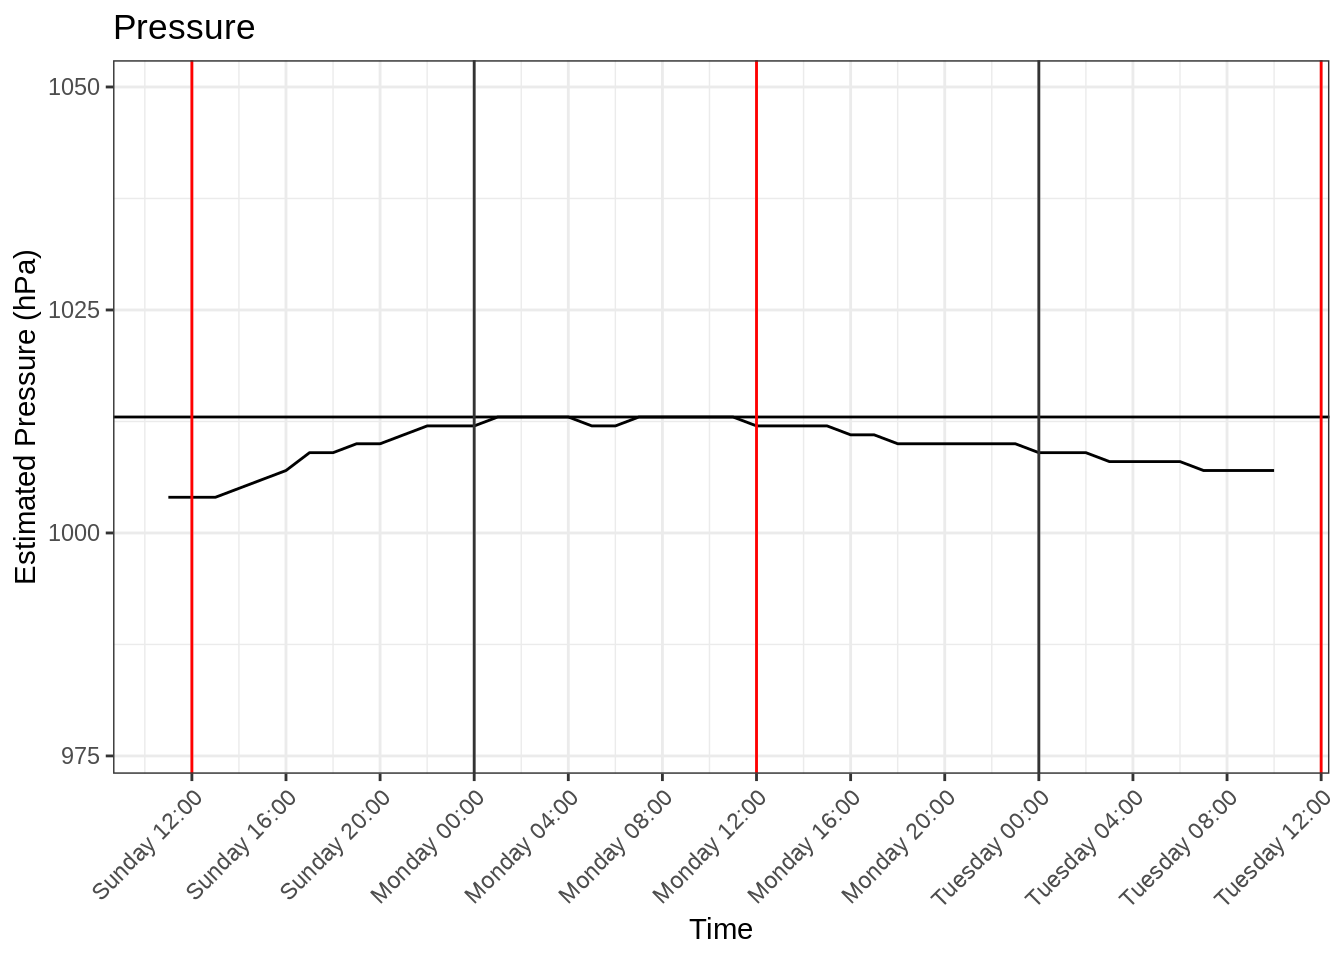 Pressure
Estimated Pressure (hPa)
1050
1025
1000
975
Sunday 12:00
Sunday 16:00
Sunday 20:00
Monday 00:00
Monday 04:00
Monday 08:00
Monday 12:00
Monday 16:00
Monday 20:00
Tuesday 00:00
Tuesday 04:00
Tuesday 08:00
Tuesday 12:00
Time